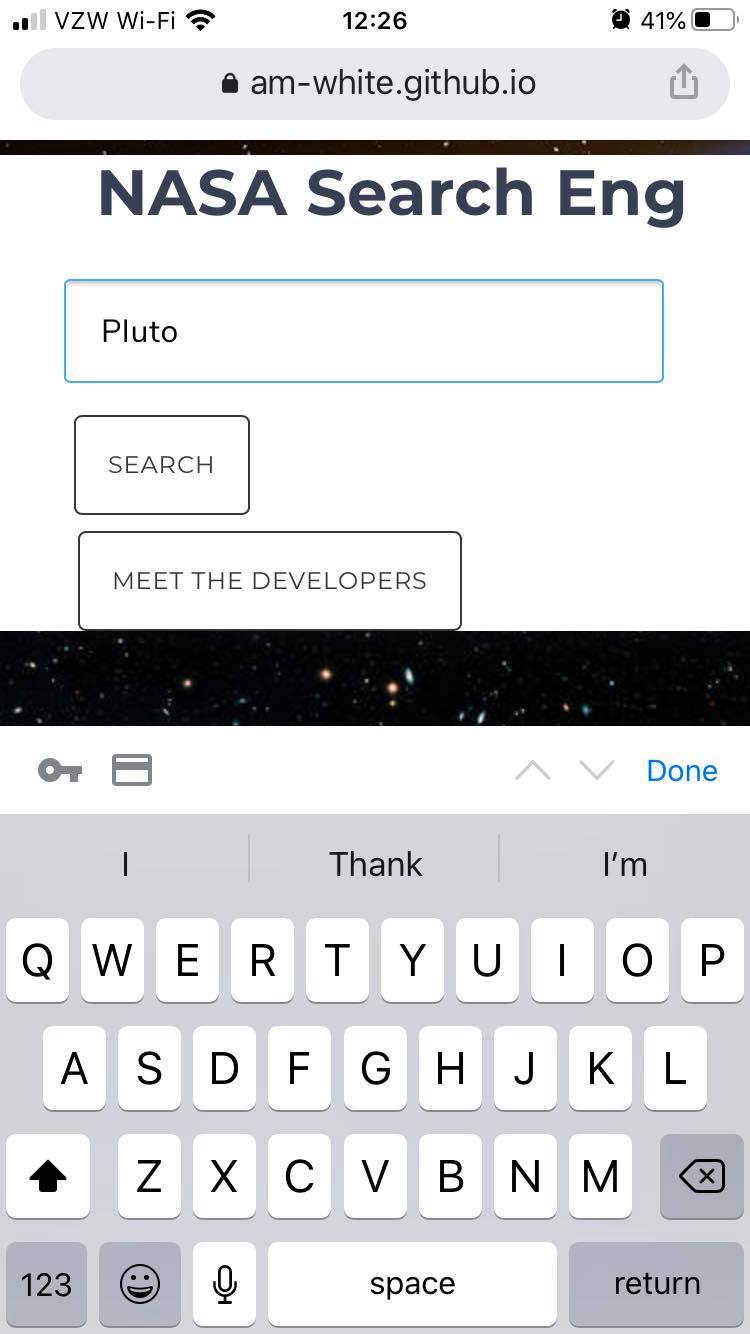 VZW Wi-Fi 12:26 41%
am-white.github.io
NASA Search Eng
Pluto
SEARCH
MEET THE DEVELOPERS
Done
I Thank I’m
Q W E R T Y U I O P
A S D F G H J K L
Z X C V B N M
123 space return